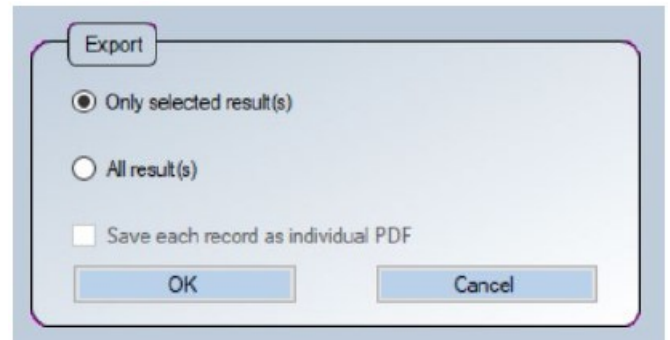 Export
Only selected result(s)
All result(s)
Save each record as individual PDF
OK
Cancel